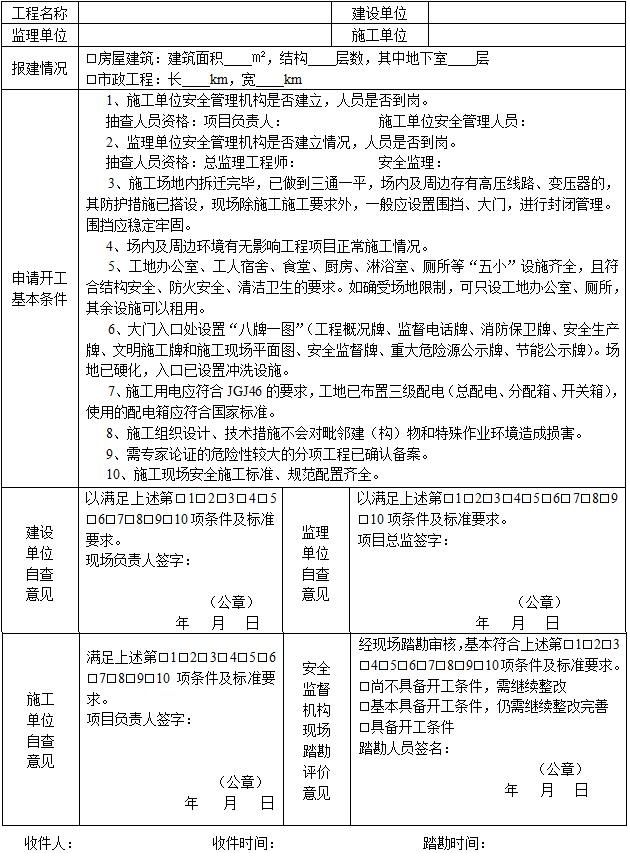 工程名称 建设单位
监理单位 施工单位
报建情况
□房屋建筑：建筑面积____㎡，结构____层数，其中地下室____层
□市政工程：长____km，宽____km
申请开工
基本条件
1、施工单位安全管理机构是否建立，人员是否到岗。
抽查人员资格：项目负责人： 施工单位安全管理人员：
2、监理单位安全管理机构是否建立情况，人员是否到岗。
抽查人员资格：总监理工程师： 安全监理：
3、施工场地内拆迁完毕，已做到三通一平，场内及周边存有高压线路、变压器的，
其防护措施已搭设，现场除施工施工要求外，一般应设置围挡、大门，进行封闭管理。
围挡应稳定牢固。
4、场内及周边环境有无影响工程项目正常施工情况。
5、工地办公室、工人宿舍、食堂、厨房、淋浴室、厕所等“五小”设施齐全，且符
合结构安全、防火安全、清洁卫生的要求。如确受场地限制，可只设工地办公室、厕所，
其余设施可以租用。
6、大门入口处设置“八牌一图”（工程概况牌、监督电话牌、消防保卫牌、安全生产
牌、文明施工牌和施工现场平面图、安全监督牌、重大危险源公示牌、节能公示牌）。场
地已硬化，入口已设置冲洗设施。
7、施工用电应符合 JGJ46 的要求，工地已布置三级配电（总配电、分配箱、开关箱），
使用的配电箱应符合国家标准。
8、施工组织设计、技术措施不会对毗邻建（构）物和特殊作业环境造成损害。
9、需专家论证的危险性较大的分项工程已确认备案。
10、施工现场安全施工标准、规范配置齐全。
建设
单位
自查
意见
以满足上述第□1□2□3□4□5
□6□7□8□9□10 项条件及标准
要求。
现场负责人签字：
（公章）
年 月 日
监理
单位
自查
意见
以满足上述第□1□2□3□4□5□6□7□8□9
□10 项条件及标准要求。
项目总监签字：
（公章）
年 月 日
施工
单位
自查
意见
满足上述第□1□2□3□4□5□6
□7□8□9□10 项条件及标准要
求。
项目负责人签字：
（公章）
年 月 日
安全
监督
机构
现场
踏勘
评价
意见
经现场踏勘审核，基本符合上述第□1□2□3
□4□5□6□7□8□9□10项条件及标准要求。
□尚不具备开工条件，需继续整改
□基本具备开工条件，仍需继续整改完善
□具备开工条件
踏勘人员签名：
（公章）
年 月 日
收件人： 收件时间： 踏勘时间：